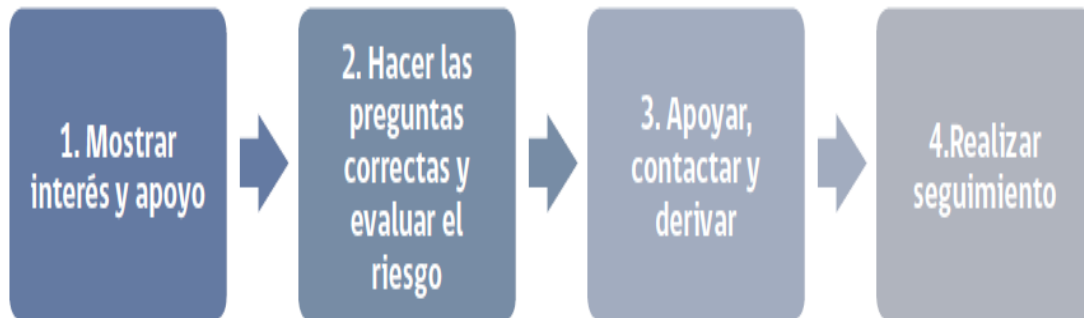 1. Mostrar
interés y apoyo
2. Hacer las
preguntas
correctas y
evaluar el
riesgo
3. Apoyar,
contactar y
derivar
4.Realizar
seguimiento